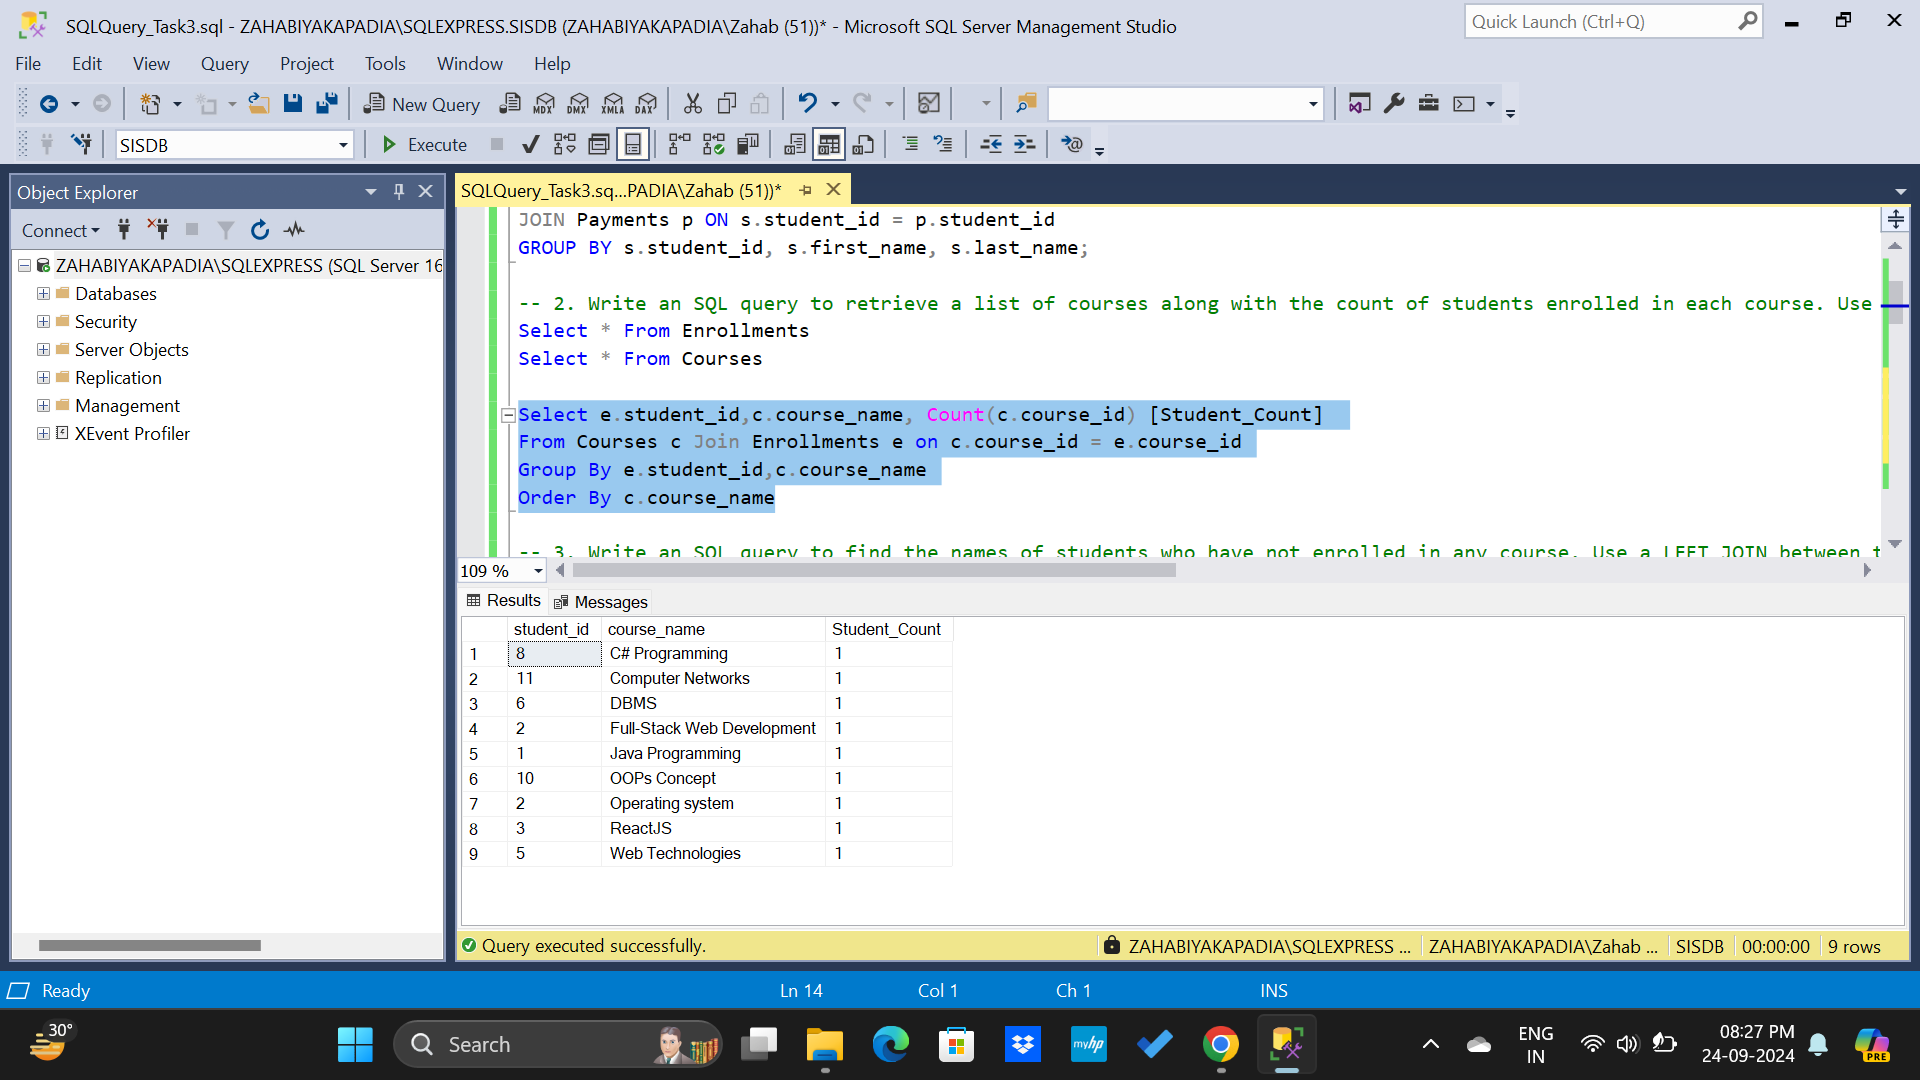 SQLQuery_Task3.sql - ZAHABIYAKAPADIA\SQLEXPRESS.SISDB (ZAHABIYAKAPADIA\Zahab (51))* - Microsoft SQL Server Management Studio
Quick Launch (Ctrl+Q)
File Edit View Query Project Tools Window Help
New Query MDX DMX XMLA DAX
SISDB Execute
Object Explorer
Connect
ZAHABIYAKAPADIA\SQLEXPRESS (SQL Server 16
Databases
Security
Server Objects
Replication
Management
XEvent Profiler
SQLQuery_Task3.sq...PADIA\Zahab (51))*
JOIN Payments p ON s.student_id = p.student_id
GROUP BY s.student_id, s.first_name, s.last_name;
-- 2. Write an SQL query to retrieve a list of courses along with the count of students enrolled in each course. Use
Select * From Enrollments
Select * From Courses
Select e.student_id,c.course_name, Count(c.course_id) [Student_Count]
From Courses c Join Enrollments e on c.course_id = e.course_id
Group By e.student_id,c.course_name
Order By c.course_name
-- 3. Write an SQL query to find the names of students who have not enrolled in any course. Use a LEFT JOIN between t
109 %
Results Messages
student_id course_name Student_Count
1 8 C# Programming 1
2 11 Computer Networks 1
3 6 DBMS 1
4 2 Full-Stack Web Development 1
5 1 Java Programming 1
6 10 OOPs Concept 1
7 2 Operating system 1
8 3 ReactJS 1
9 5 Web Technologies 1
Query executed successfully. ZAHABIYAKAPADIA\SQLEXPRESS ... ZAHABIYAKAPADIA\Zahab ... SISDB 00:00:00 9 rows
Ready Ln 14 Col 1 Ch 1 INS
30°
Search
myhp
ENG
IN
08:27 PM
24-09-2024
PRE